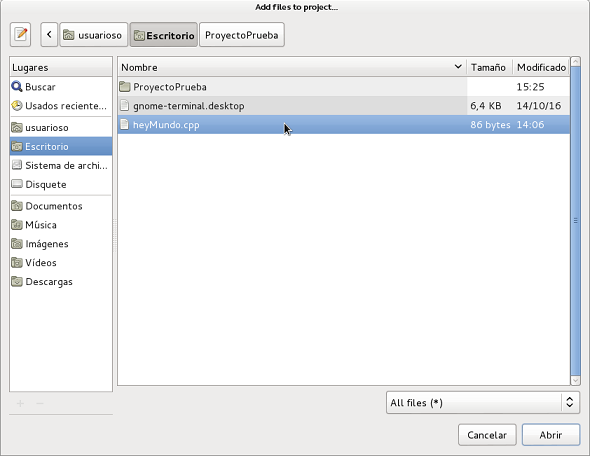 Add files to project...
usuarioso Escritorio ProyectoPrueba
Lugares
Buscar
Usados reciente...
usuarioso
Escritorio
Sistema de archi...
Disquete
Documentos
Música
Imágenes
Vídeos
Descargas
Nombre Tamaño Modificado
ProyectoPrueba 15:25
gnome-terminal.desktop 6,4 KB 14/10/16
heyMundo.cpp 86 bytes 14:06
All files (*)
Cancelar Abrir